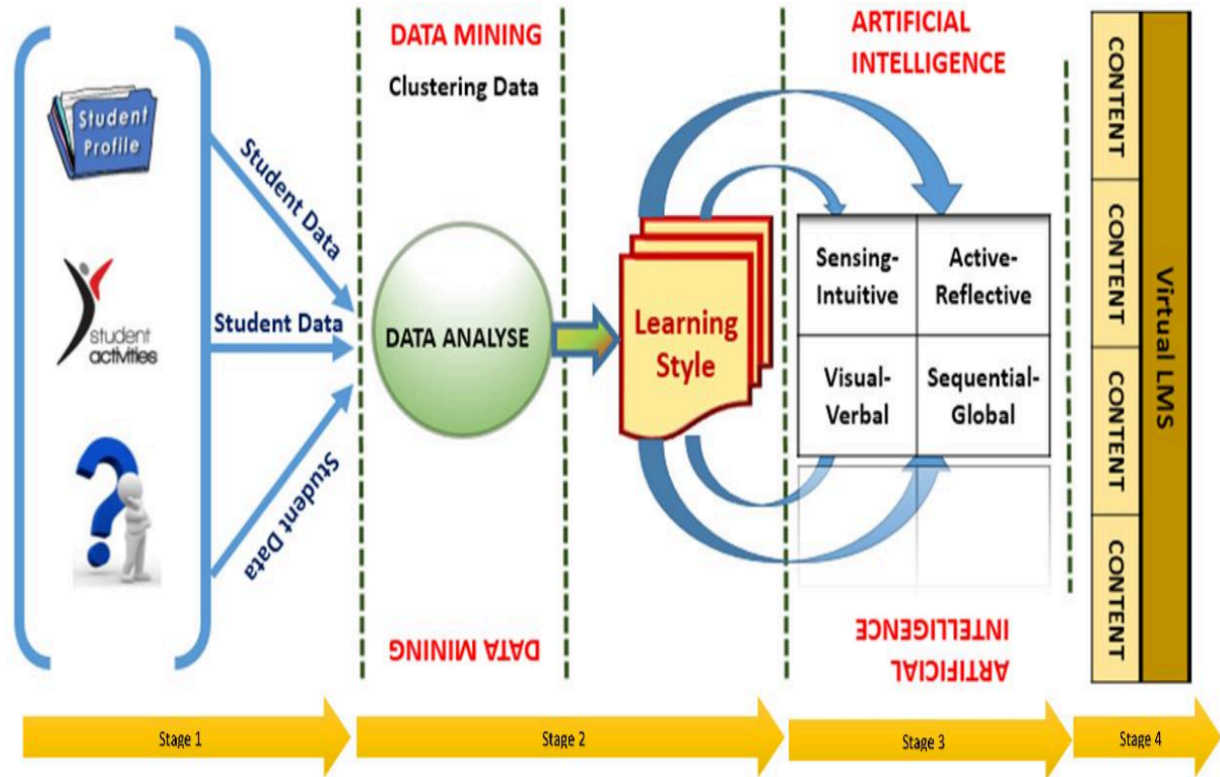 Student
Profile
student
activities
Student Data
Student Data
Student Data
DATA MINING
Clustering Data
DATA ANALYSE
DATA MINING
Learning
Style
ARTIFICIAL
INTELLIGENCE
Sensing-
Intuitive
Active-
Reflective
Visual-
Verbal
Sequential-
Global
ARTIFICIAL
INTELLIGENCE
CONTENT
CONTENT
CONTENT
CONTENT
Virtual LMS
Stage 1
Stage 2
Stage 3
Stage 4